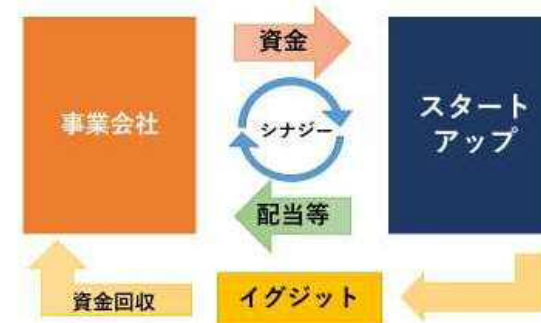 資金
事業会社
シナジー
スタート
アップ
配当等
資金回収
イグジット